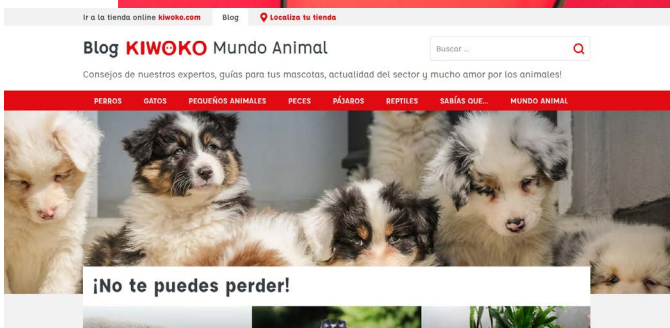 Ir a la tienda online kiwoko.com Blog Localiza tu tienda
Blog KIWOKO Mundo Animal
Buscar ...
Consejos de nuestros expertos, guías para tus mascotas, actualidad del sector y mucho amor por los animales!
PERROS GATOS PEQUEÑOS ANIMALES PECES PÁJAROS REPTILES SABÍAS QUE... MUNDO ANIMAL
¡No te puedes perder!